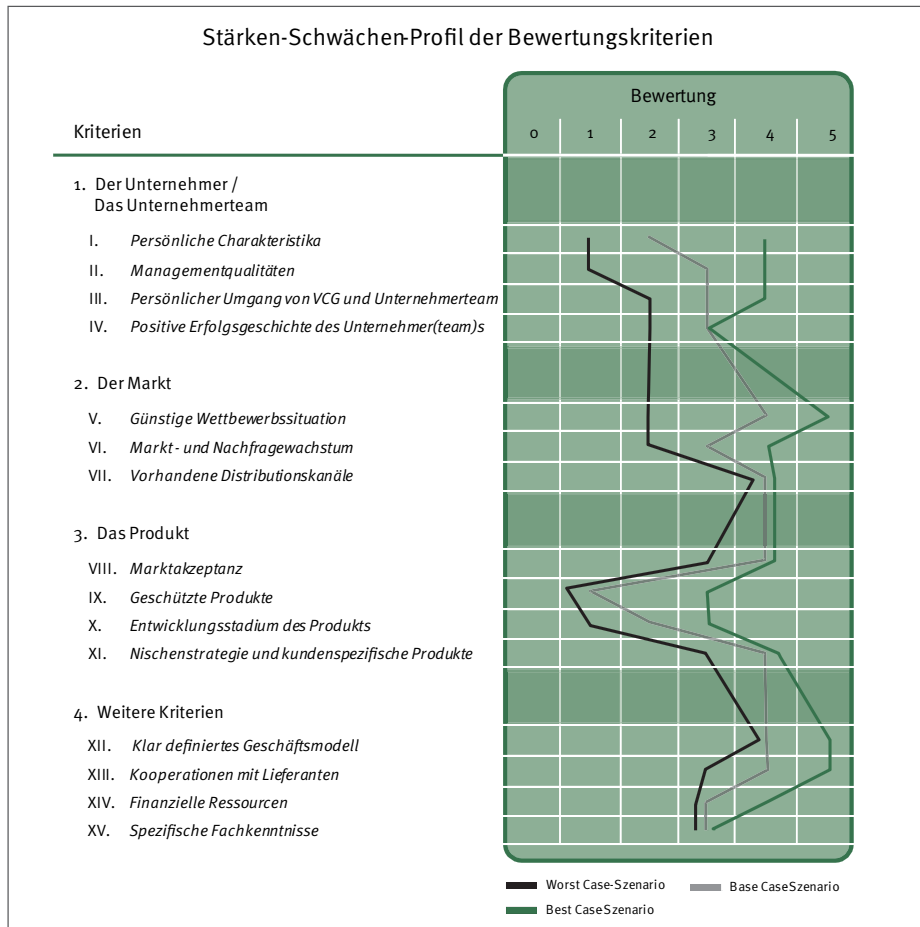 Stärken-Schwächen-Profil der Bewertungskriterien
Bewertung
Kriterien 0 1 2 3 4 5
1. Der Unternehmer /
Das Unternehmerteam
I. Persönliche Charakteristika
II. Managementqualitäten
III. Persönlicher Umgang von VCG und Unternehmerteam
IV. Positive Erfolgsgeschichte des Unternehmer(team)s
2. Der Markt
V. Günstige Wettbewerbssituation
VI. Markt- und Nachfragewachstum
VII. Vorhandene Distributionskanäle
3. Das Produkt
VIII. Marktakzeptanz
IX. Geschützte Produkte
X. Entwicklungsstadium des Produkts
XI. Nischenstrategie und kundenspezifische Produkte
4. Weitere Kriterien
XII. Klar definiertes Geschäftsmodell
XIII. Kooperationen mit Lieferanten
XIV. Finanzielle Ressourcen
XV. Spezifische Fachkenntnisse
Worst Case-Szenario Base CaseSzenario
Best CaseSzenario